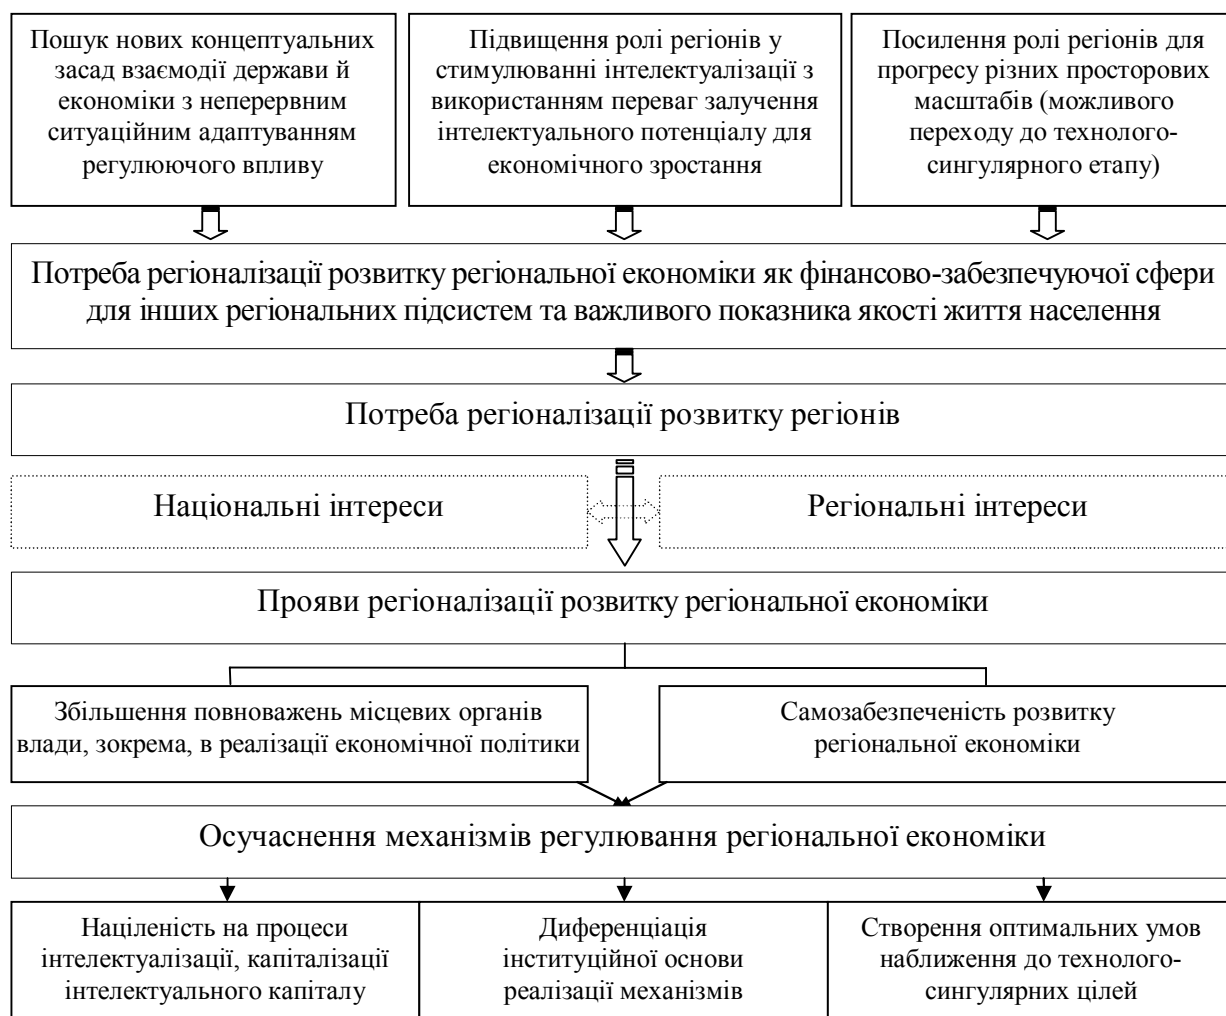 Пошук нових концептуальних
засад взаємодії держави й
економіки з неперервним
ситуаційним адаптуванням
регулюючого впливу
Підвищення ролі регіонів у
стимулюванні інтелектуалізації з
використанням переваг залучення
інтелектуального потенціалу для
економічного зростання
Посилення ролі регіонів для
прогресу різних просторових
масштабів (можливого
переходу до технолого-
сингулярного етапу)
Потреба регіоналізації розвитку регіональної економіки як фінансово-забезпечуючої сфери
для інших регіональних підсистем та важливого показника якості життя населення
Потреба регіоналізації розвитку регіонів
Національні інтереси
Регіональні інтереси
Прояви регіоналізації розвитку регіональної економіки
Збільшення повноважень місцевих органів
влади, зокрема, в реалізації економічної політики
Самозабезпеченість розвитку
регіональної економіки
Осучаснення механізмів регулювання регіональної економіки
Націленість на процеси
інтелектуалізації, капіталізації
інтелектуального капіталу
Диференціація
інституційної основи
реалізації механізмів
Створення оптимальних умов
наближення до технолого-
сингулярних цілей